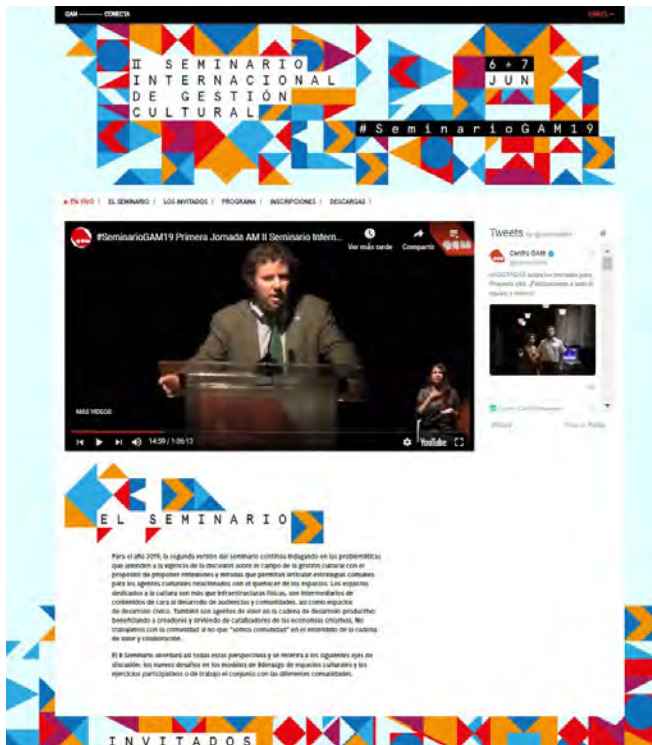 GAM CONECTA
II SEMINARIO
INTERNACIONAL
DE GESTIÓN
CULTURAL
6 + 7
JUN
#SeminarioGAM19
EN VIVO | EL SEMINARIO | LOS INVITADOS | PROGRAMA | INSCRIPCIONES | DESCARGAS |
#SeminarioGAM19 Primera Jornada AM II Seminario Intern...
Ver más tarde
Compartir
GAM
MÁS VIDEOS
14:59 / 1:06:13
YouTube
Tweets
Centro GAM
EL SEMINARIO
Para el año 2019, la segunda versión del seminario continúa indagando en las problemáticas
que atienden a la vigencia de la discusión sobre el campo de la gestión cultural con el
propósito de proponer reflexiones y miradas que permitan articular estrategias comunes
para los agentes culturales relacionados con el quehacer de los espacios. Los espacios
dedicados a la cultura son más que infraestructuras físicas, son intermediarios de
contenidos de cara al desarrollo de audiencias y comunidades, así como espacios
de desarrollo cívico. También son agentes de valor en la cadena de desarrollo productivo
beneficiando a creadores y sirviendo de catalizadores de las economías creativas. No
trabajamos con la comunidad si no que "somos comunidad" en el entendido de la cadena
de valor y colaboración.
El II Seminario abordará así todas estas perspectivas y se referirá a los siguientes ejes de
discusión: los nuevos desafíos en los modelos de liderazgo de espacios culturales y los
ejercicios participativos o de trabajo el conjunto con las diferentes comunidades.
INVITADOS